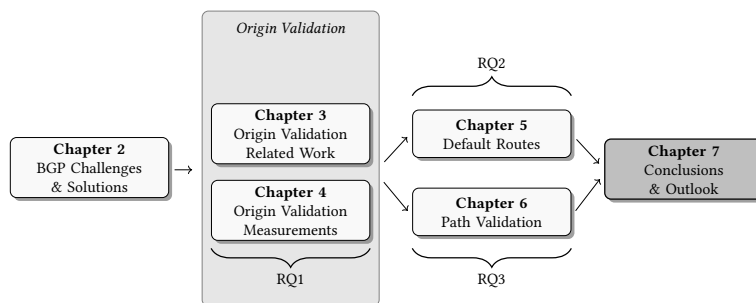 Origin Validation
RQ2
Chapter 2
BGP Challenges
& Solutions
Chapter 3
Origin Validation
Related Work
Chapter 4
Origin Validation
Measurements
RQ1
Chapter 5
Default Routes
Chapter 6
Path Validation
RQ3
Chapter 7
Conclusions
& Outlook